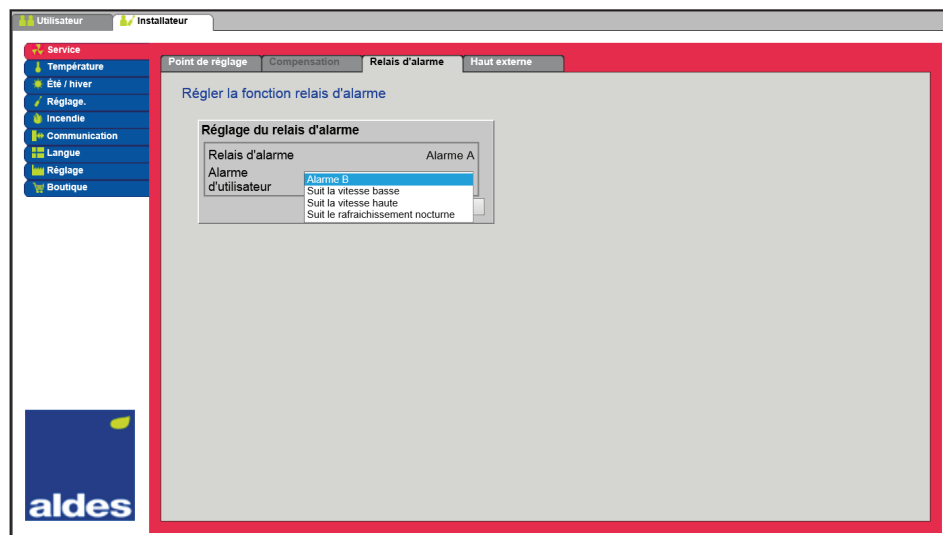 Utilisateur
Installateur
Service
Température
Été / hiver
Réglage.
Incendie
Communication
Langue
Réglage
Boutique
Point de réglage
Compensation
Relais d'alarme
Haut externe
Régler la fonction relais d'alarme
Réglage du relais d'alarme
Relais d'alarme
Alarme A
Alarme
d'utilisateur
Alarme B
Suit la vitesse basse
Suit la vitesse haute
Suit le rafraichissement nocturne
aldes